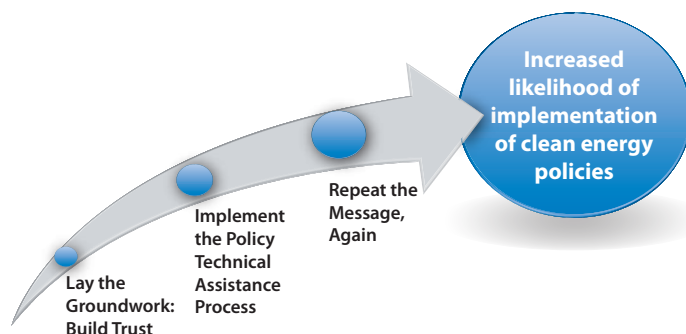 Increased
likelihood of
implementation
of clean energy
policies
Repeat the
Message,
Again
Implement
the Policy
Technical
Assistance
Process
Lay the
Groundwork:
Build Trust